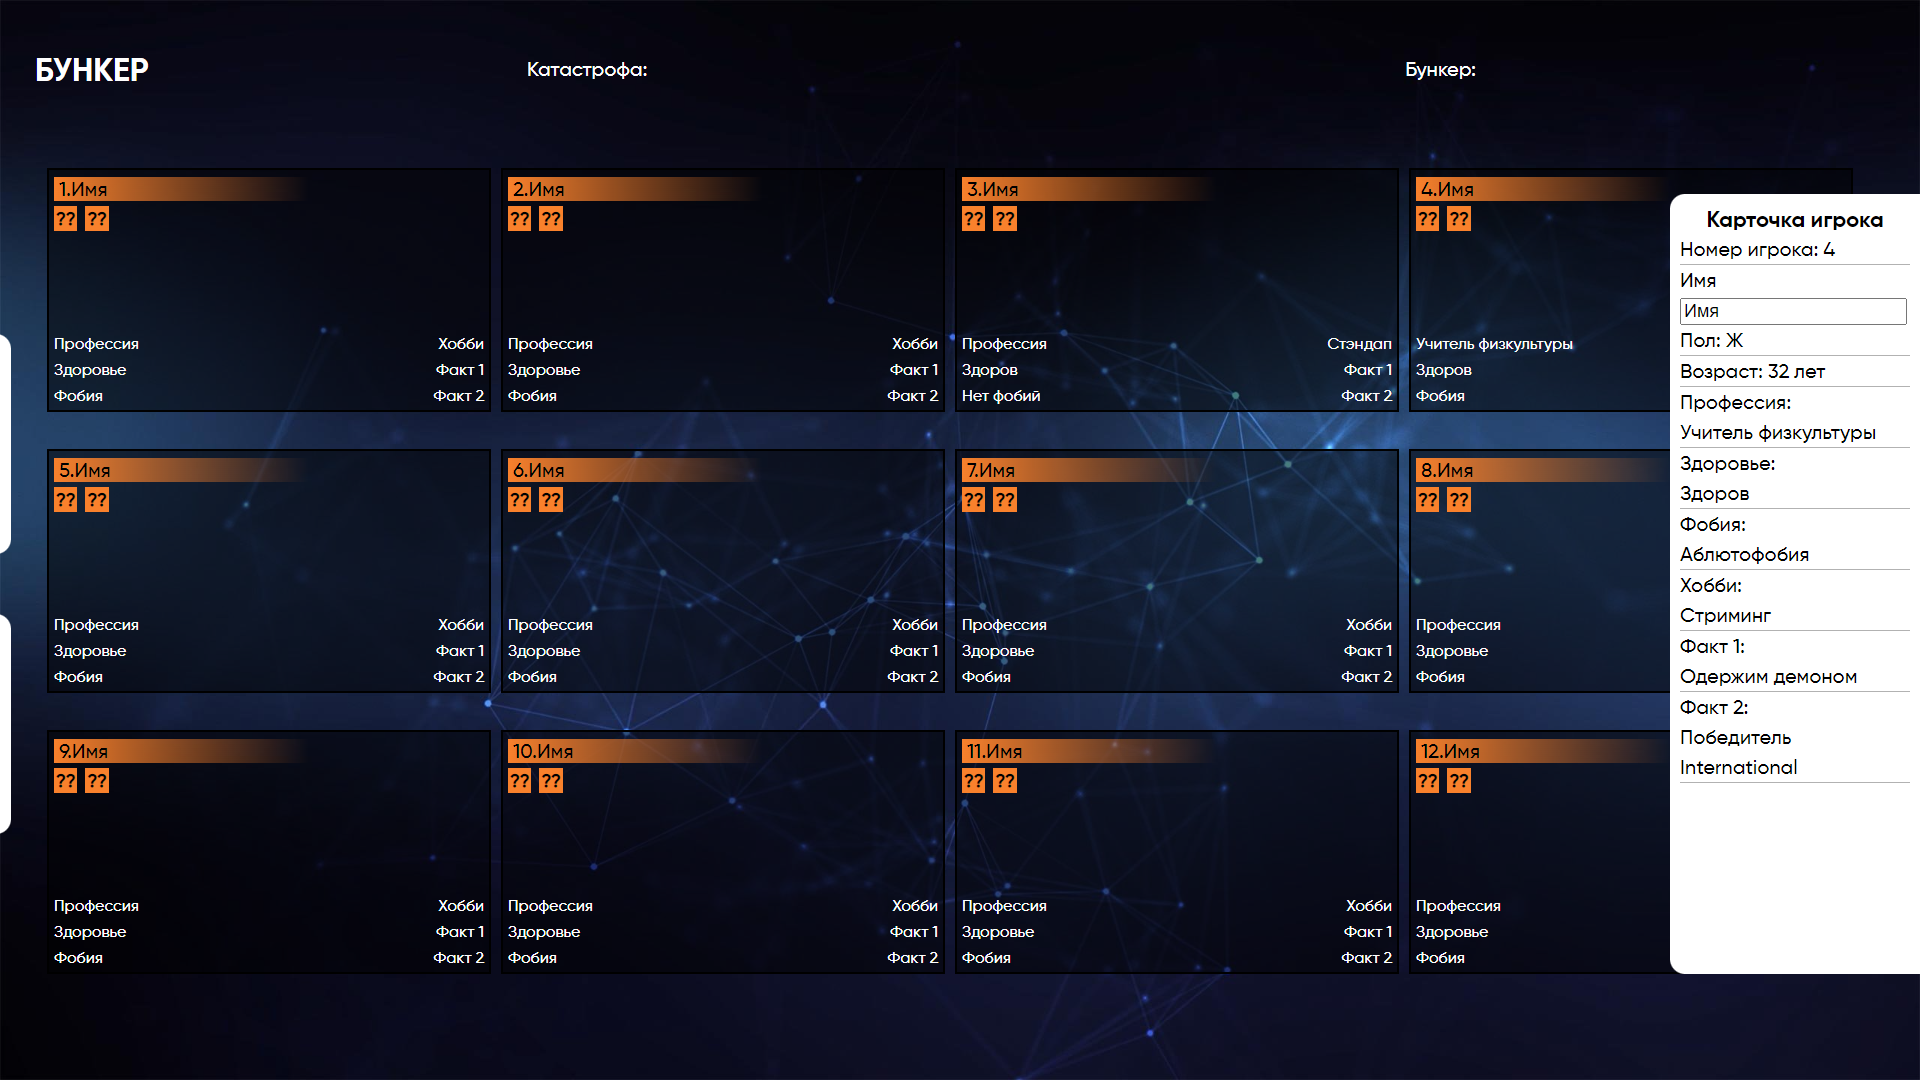 БУНКЕР
Катастрофа:
Бункер:
1.Имя
?? ??
Профессия Хобби
Здоровье Факт 1
Фобия Факт 2
2.Имя
?? ??
Профессия Хобби
Здоровье Факт 1
Фобия Факт 2
3.Имя
?? ??
Профессия Стэндап
Здоров Факт 1
Нет фобий Факт 2
4.Имя
?? ??
Учитель физкультуры
Здоров
Фобия
5.Имя
?? ??
Профессия Хобби
Здоровье Факт 1
Фобия Факт 2
6.Имя
?? ??
Профессия Хобби
Здоровье Факт 1
Фобия Факт 2
7.Имя
?? ??
Профессия Хобби
Здоровье Факт 1
Фобия Факт 2
8.Имя
?? ??
Профессия
Здоровье
Фобия
9.Имя
?? ??
Профессия Хобби
Здоровье Факт 1
Фобия Факт 2
10.Имя
?? ??
Профессия Хобби
Здоровье Факт 1
Фобия Факт 2
11.Имя
?? ??
Профессия Хобби
Здоровье Факт 1
Фобия Факт 2
12.Имя
?? ??
Профессия
Здоровье
Фобия
Карточка игрока
Номер игрока: 4
Имя
Имя
Пол: Ж
Возраст: 32 лет
Профессия:
Учитель физкультуры
Здоровье:
Здоров
Фобия:
Аблютофобия
Хобби:
Стриминг
Факт 1:
Одержим демоном
Факт 2:
Победитель
International